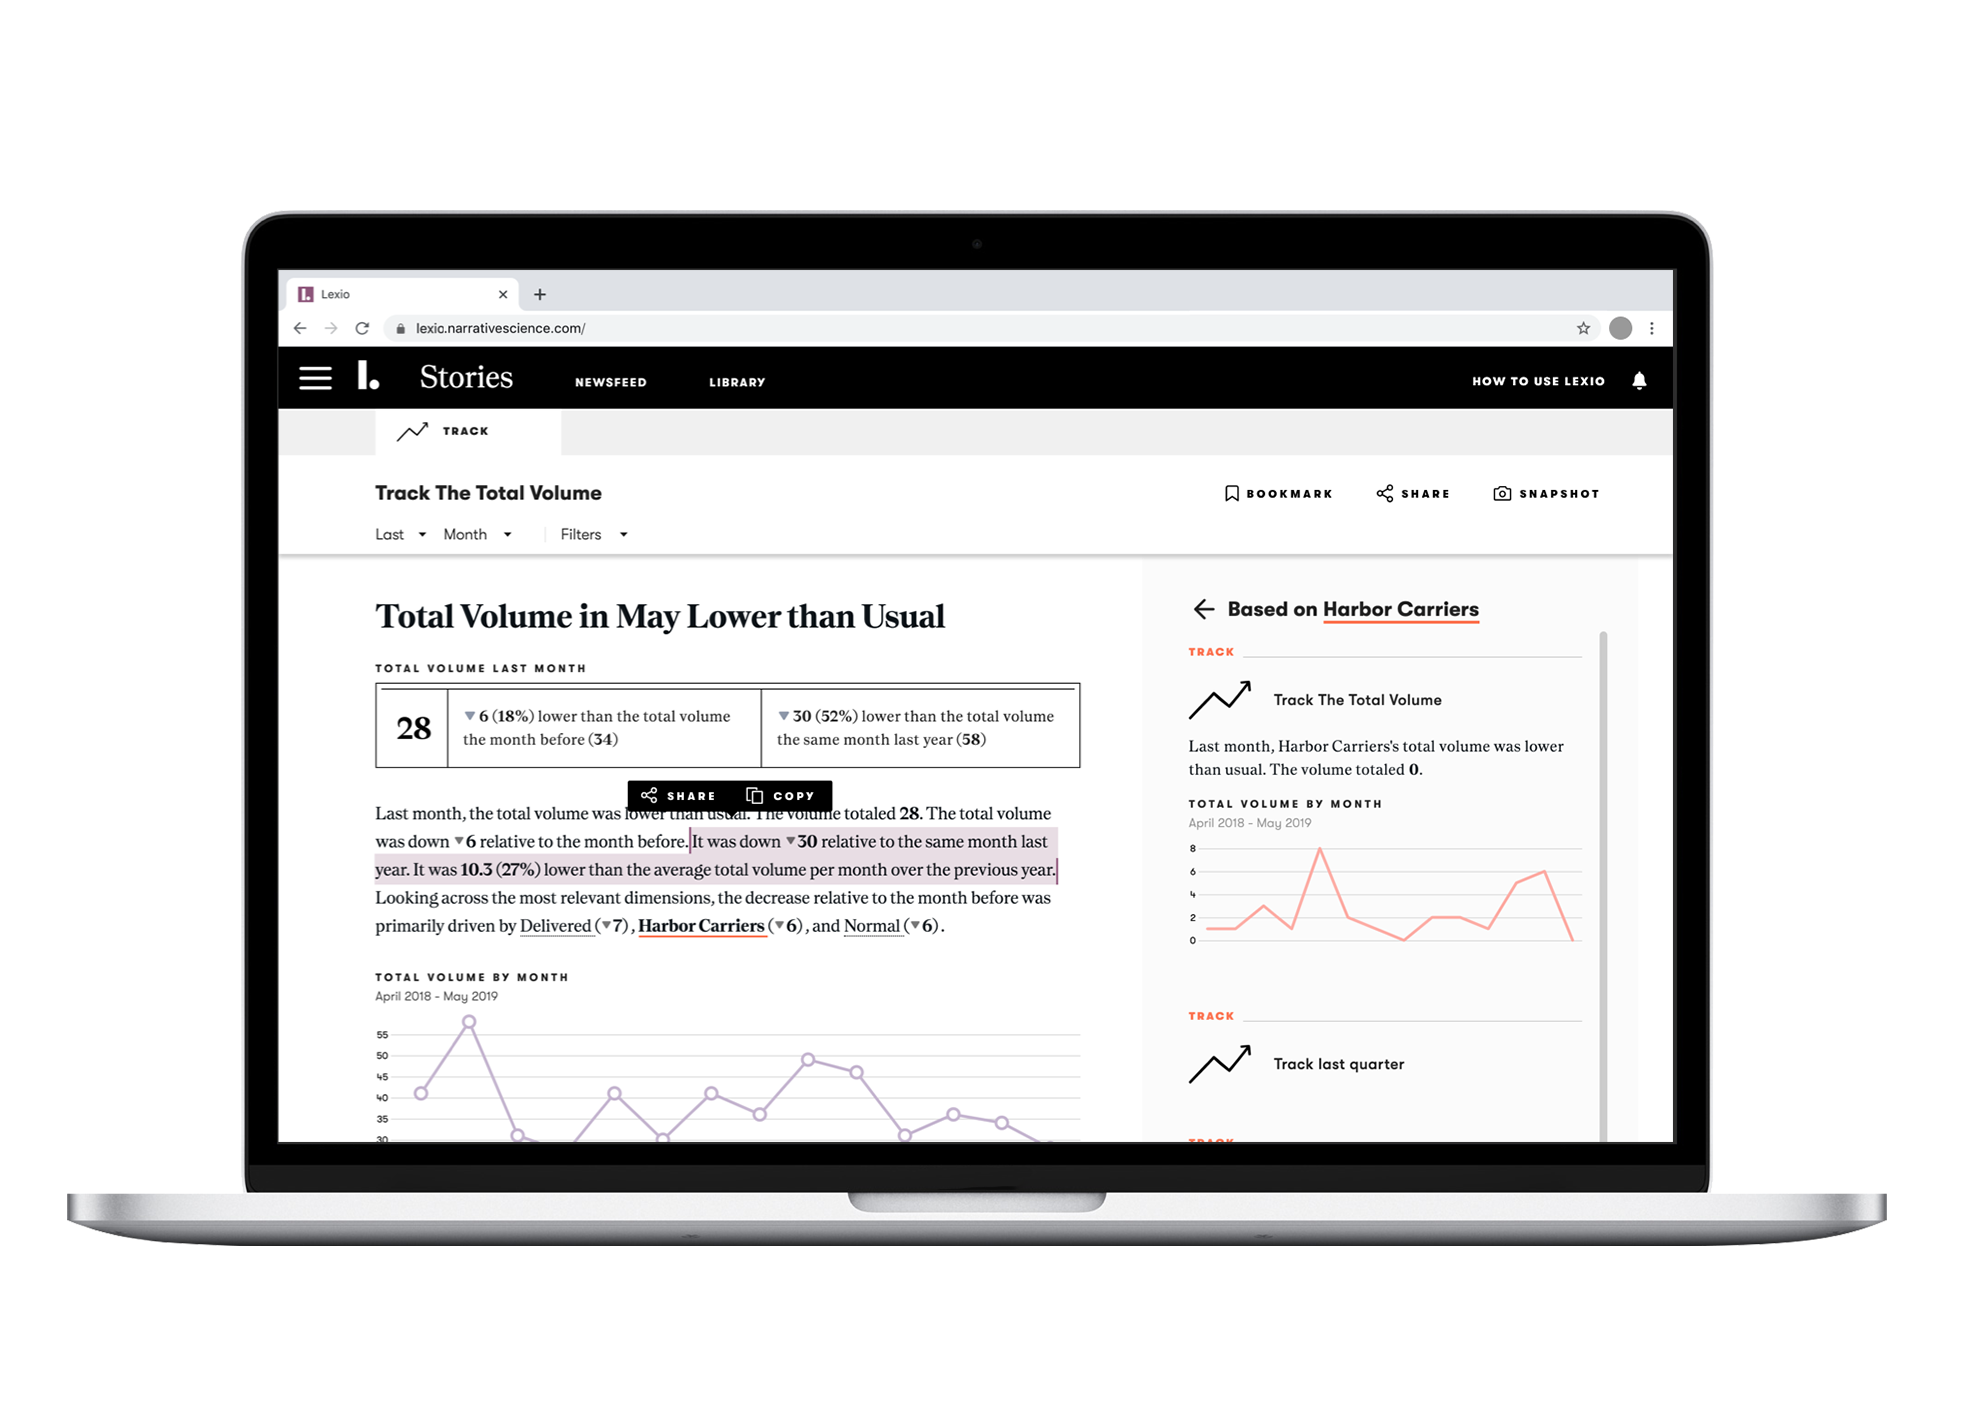 Lexio
lexio.narrativescience.com/
Stories
NEWSFEED
LIBRARY
HOW TO USE LEXIO
TRACK
Track The Total Volume
BOOKMARK
SHARE
SNAPSHOT
Last
Month
Filters
Total Volume in May Lower than Usual
TOTAL VOLUME LAST MONTH
28
▼6 (18%) lower than the total volume
the month before (34)
▼30 (52%) lower than the total volume
the same month last year (58)
SHARE
COPY
Last month, the total volume was lower than usual. The volume totaled 28. The total volume
was down ▼6 relative to the month before. It was down ▼30 relative to the same month last
year. It was 10.3 (27%) lower than the average total volume per month over the previous year.
Looking across the most relevant dimensions, the decrease relative to the month before was
primarily driven by Delivered (▼7), Harbor Carriers (▼6), and Normal (▼6).
TOTAL VOLUME BY MONTH
April 2018 - May 2019
55
50
45
40
35
30
Based on Harbor Carriers
TRACK
Track The Total Volume
Last month, Harbor Carriers's total volume was lower
than usual. The volume totaled 0.
TOTAL VOLUME BY MONTH
April 2018 - May 2019
8
6
4
2
0
TRACK
Track last quarter
TRACK